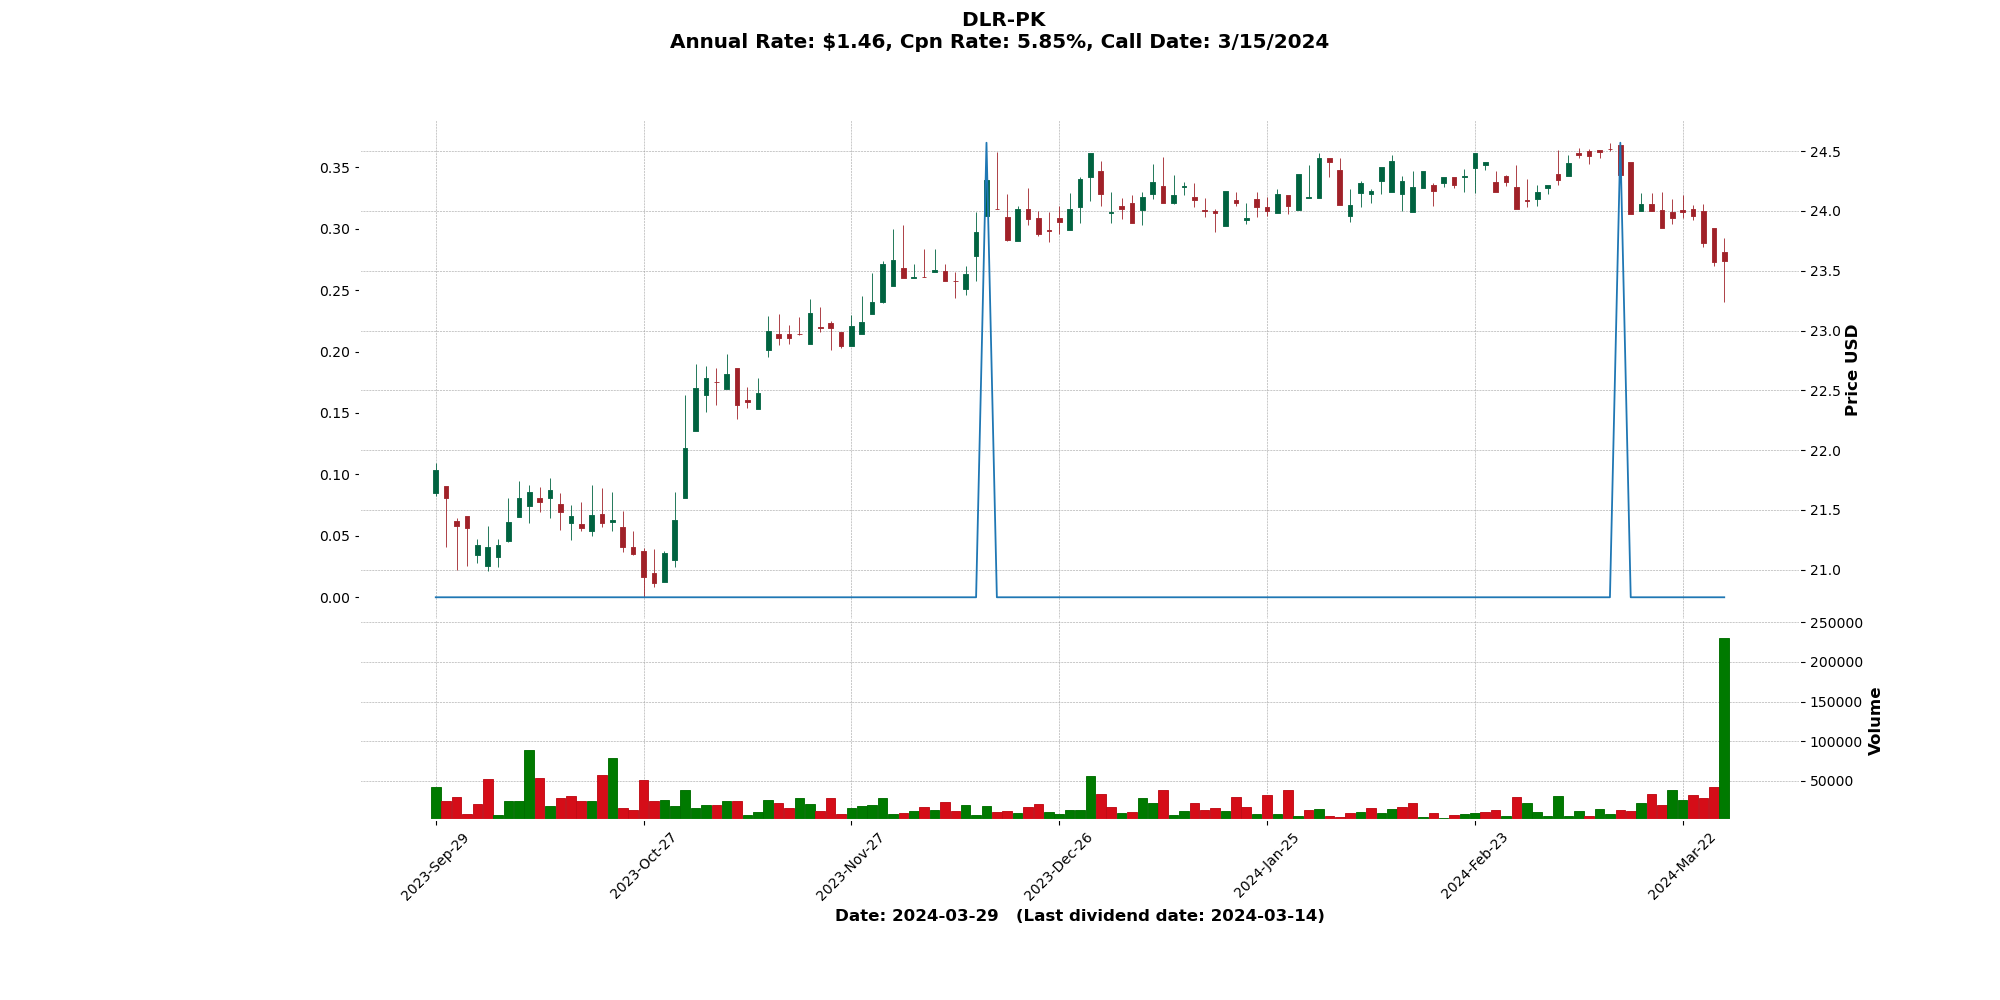 DLR-PK
Annual Rate: $1.46, Cpn Rate: 5.85%, Call Date: 3/15/2024
0.35
0.30
0.25
0.20
0.15
0.10
0.05
0.00
24.5
24.0
23.5
23.0
22.5
22.0
21.5
21.0
Price USD
250000
200000
150000
100000
50000
Volume
2023-Sep-29
2023-Oct-27
2023-Nov-27
2023-Dec-26
2024-Jan-25
2024-Feb-23
2024-Mar-22
Date: 2024-03-29   (Last dividend date: 2024-03-14)